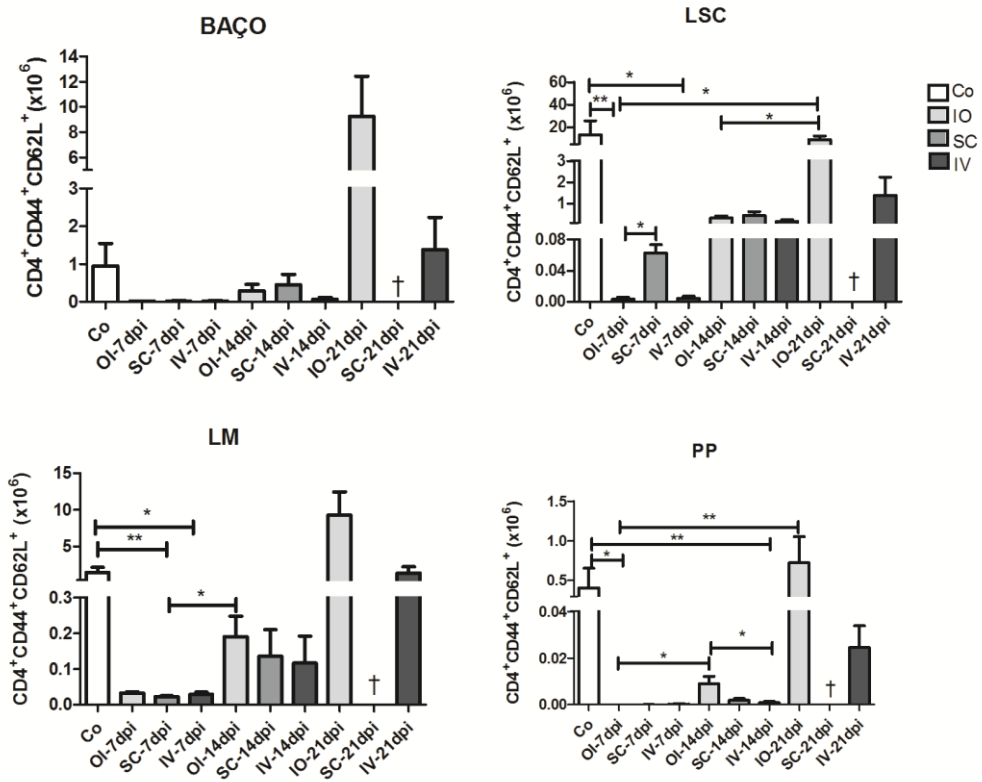 BAÇO
CD4⁺CD44⁺CD62L⁺ (x10⁶)
14
12
10
8
6
4
3
2
1
0
Co
OI-7dpi
SC-7dpi
IV-7dpi
OI-14dpi
SC-14dpi
IV-14dpi
IO-21dpi
SC-21dpi
IV-21dpi
†
LSC
CD4⁺CD44⁺CD62L⁺ (x10⁶)
60
40
20
3
2
1
0.08
0.04
0.00
*
**
*
*
*
†
Co
OI-7dpi
SC-7dpi
IV-7dpi
OI-14dpi
SC-14dpi
IV-14dpi
IO-21dpi
SC-21dpi
IV-21dpi
Co
IO
SC
IV
LM
CD4⁺CD44⁺CD62L⁺ (x10⁶)
15
10
5
0.3
0.2
0.1
0.0
*
**
*
†
Co
OI-7dpi
SC-7dpi
IV-7dpi
OI-14dpi
SC-14dpi
IV-14dpi
IO-21dpi
SC-21dpi
IV-21dpi
PP
CD4⁺CD44⁺CD62L⁺ (x10⁶)
1.5
1.0
0.5
0.04
0.02
0.00
**
**
*
*
*
†
Co
OI-7dpi
SC-7dpi
IV-7dpi
OI-14dpi
SC-14dpi
IV-14dpi
IO-21dpi
SC-21dpi
IV-21dpi